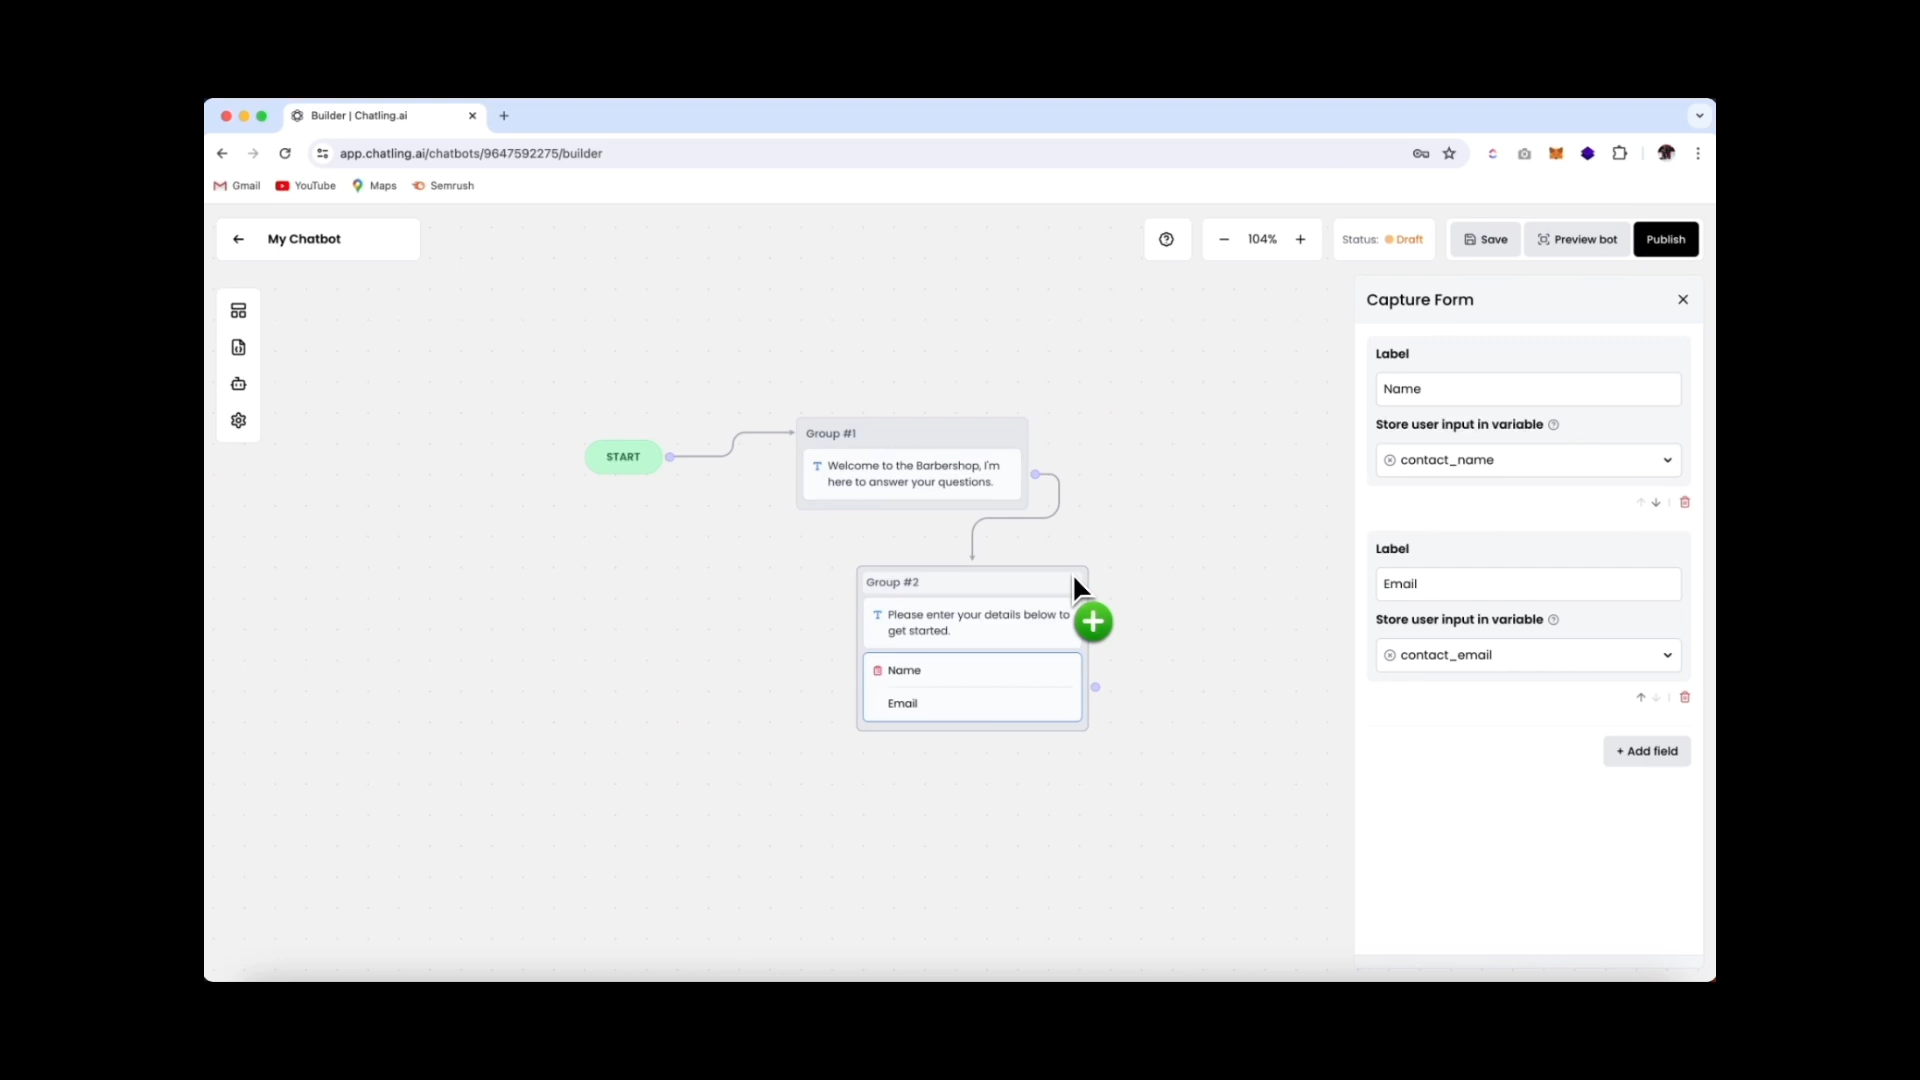 Builder | Chatling.ai
app.chatling.ai/chatbots/9647592275/builder
Gmail
YouTube
Maps
Semrush
My Chatbot
104%
Status:
Draft
Save
Preview bot
Publish
Capture Form
Label
Name
Store user input in variable
contact_name
Label
Email
Store user input in variable
contact_email
+ Add field
START
Group #1
Welcome to the Barbershop, I'm
here to answer your questions.
Group #2
Please enter your details below to
get started.
Name
Email